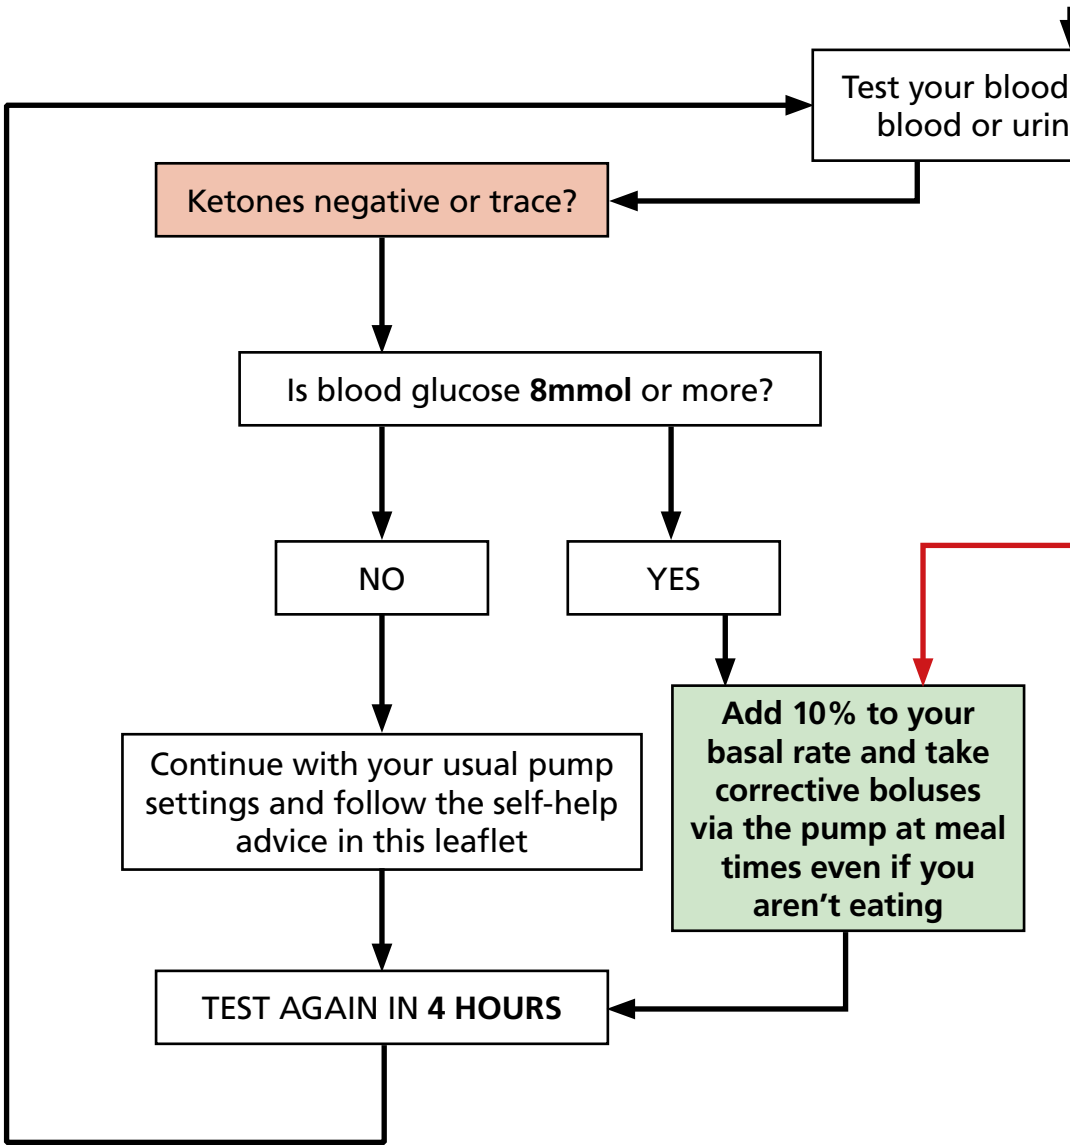 Test your blood
blood or urin
Ketones negative or trace?
Is blood glucose 8mmol or more?
NO
YES
Continue with your usual pump
settings and follow the self-help
advice in this leaflet
Add 10% to your
basal rate and take
corrective boluses
via the pump at meal
times even if you
aren't eating
TEST AGAIN IN 4 HOURS